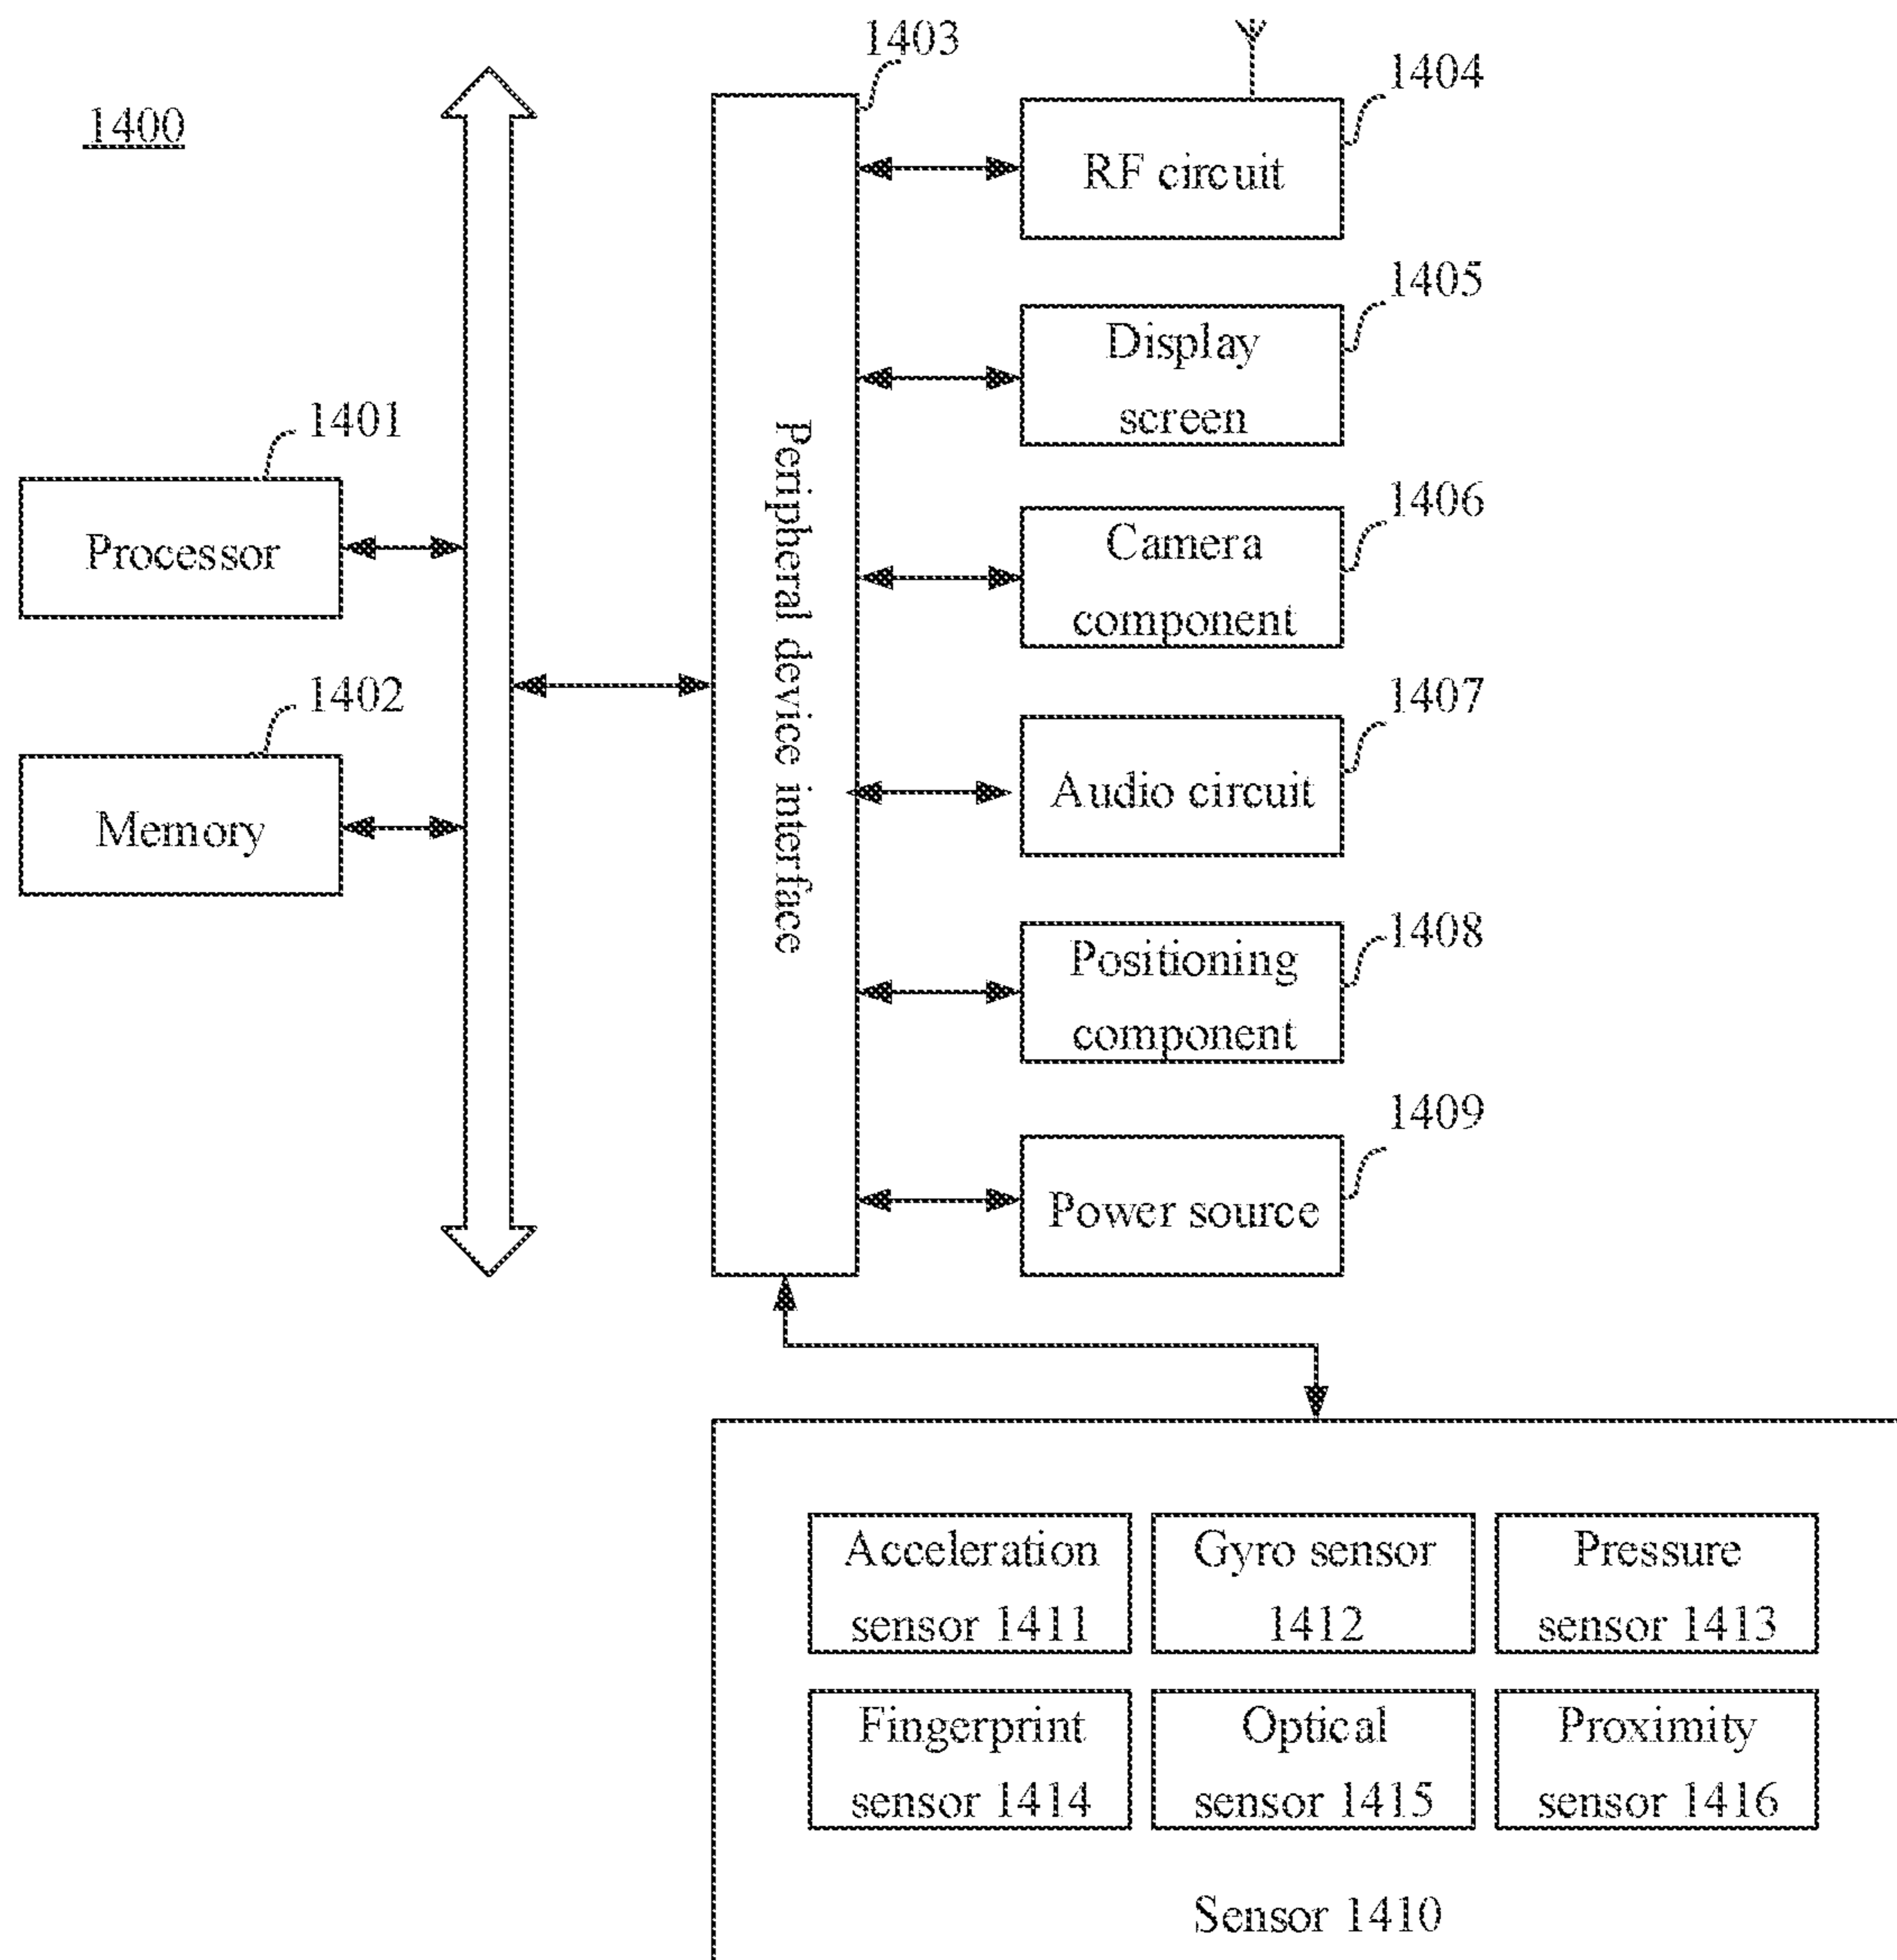 1400
1403
1404
RF circuit
1405
Display
screen
1401
Processor
1406
Camera
component
Peripheral device interface
1402
Memory
1407
Audio circuit
1408
Positioning
component
1409
Power source
Acceleration
sensor 1411
Gyro sensor
1412
Pressure
sensor 1413
Fingerprint
sensor 1414
Optical
sensor 1415
Proximity
sensor 1416
Sensor 1410